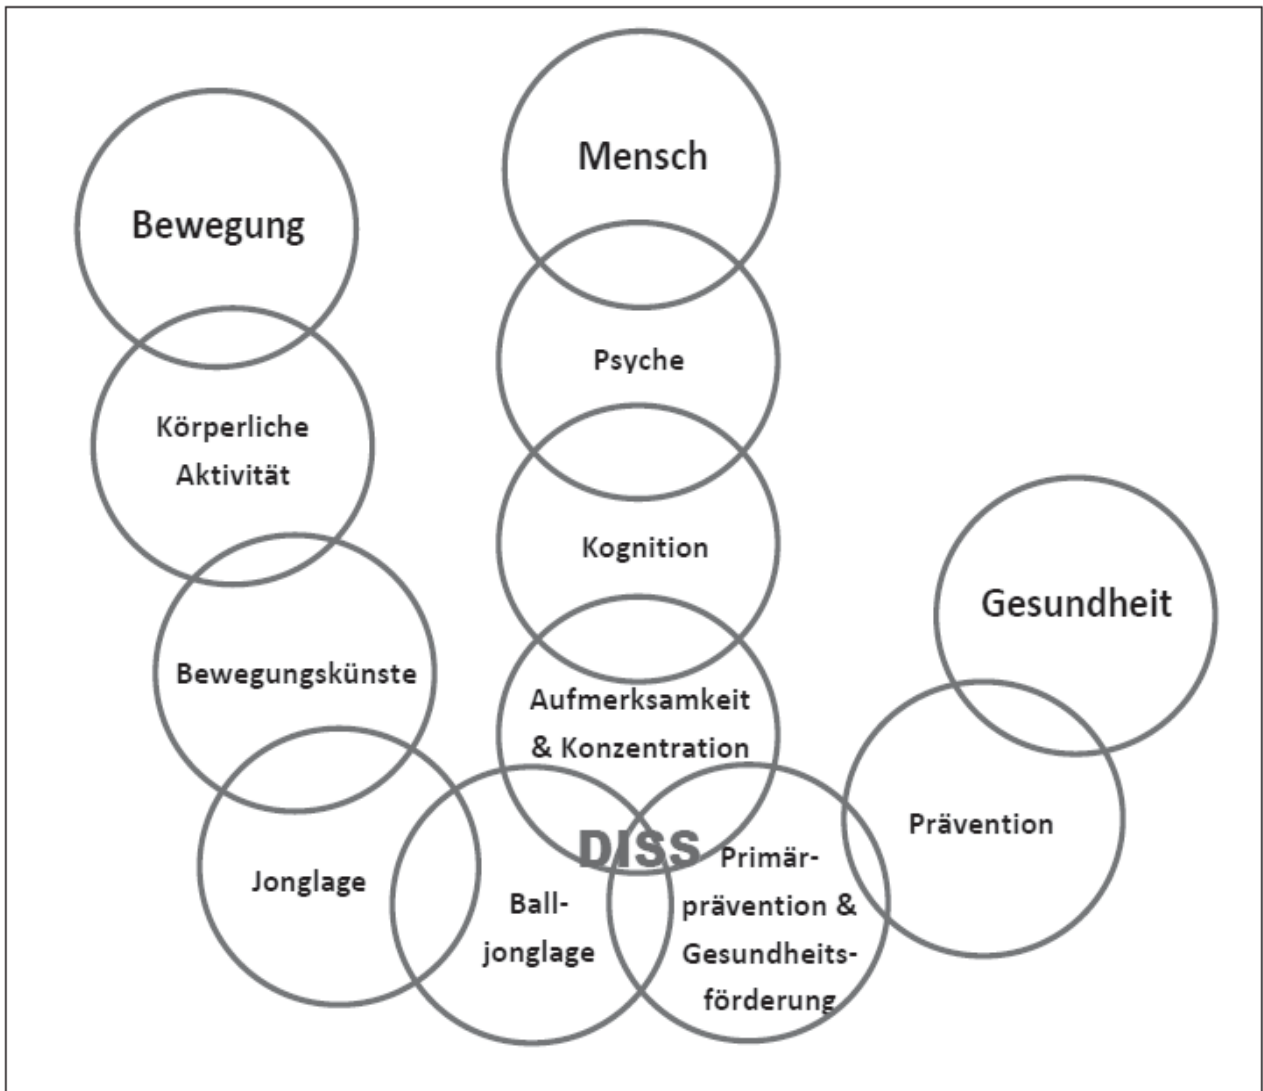 Mensch
Bewegung
Psyche
Körperliche
Aktivität
Kognition
Gesundheit
Bewegungskünste
Aufmerksamkeit
& Konzentration
Prävention
Jonglage
DISS
Ball-
jonglage
Primär-
prävention &
Gesundheits-
förderung